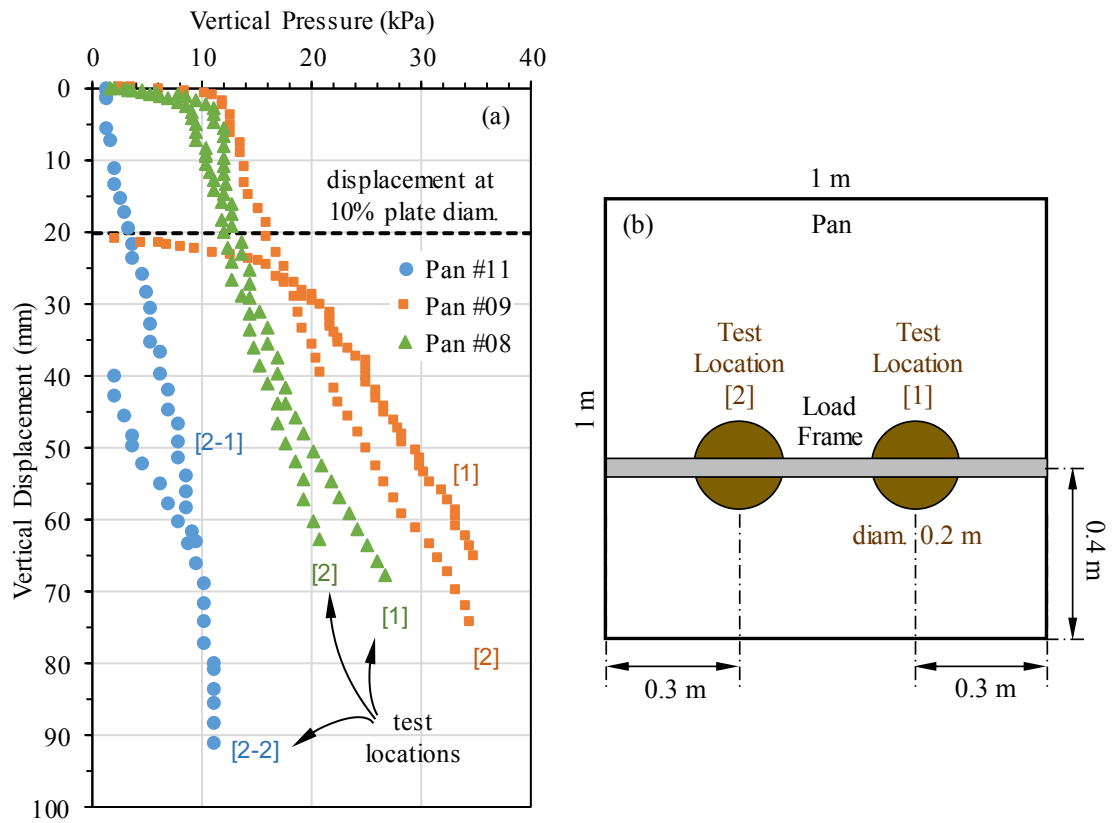 Vertical Pressure (kPa)
0 10 20 30 40
(a)
0
10
20
30
40
50
60
70
80
90
100
Vertical Displacement (mm)
displacement at
10% plate diam.
Pan #11
Pan #09
Pan #08
[2-1]
[1]
[2]
[1]
[2]
[2-2]
test
locations
1 m
(b)
Pan
Test
Location
[2]
Test
Location
[1]
Load
Frame
1 m
diam. 0.2 m
0.4 m
0.3 m
0.3 m